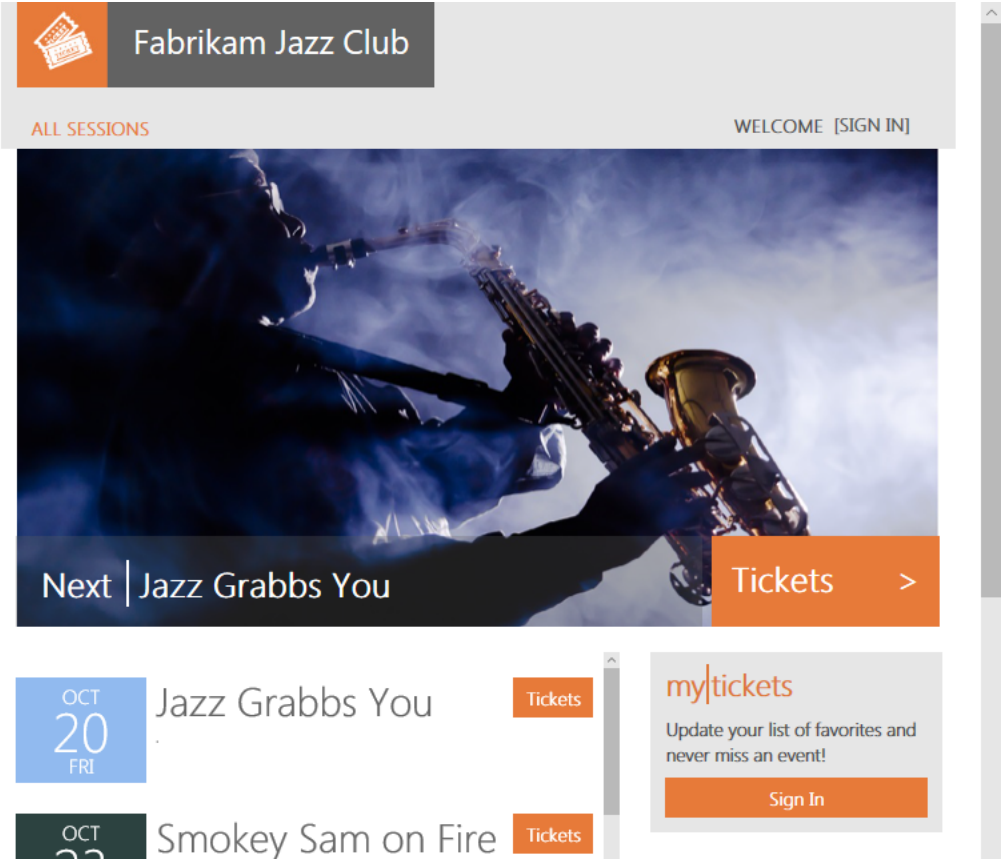 Fabrikam Jazz Club
ALL SESSIONS
WELCOME [SIGN IN]
Next | Jazz Grabbs You
Tickets >
OCT
20
FRI
Jazz Grabbs You
.
Tickets
OCT
Smokey Sam on Fire
Tickets
my|tickets
Update your list of favorites and
never miss an event!
Sign In